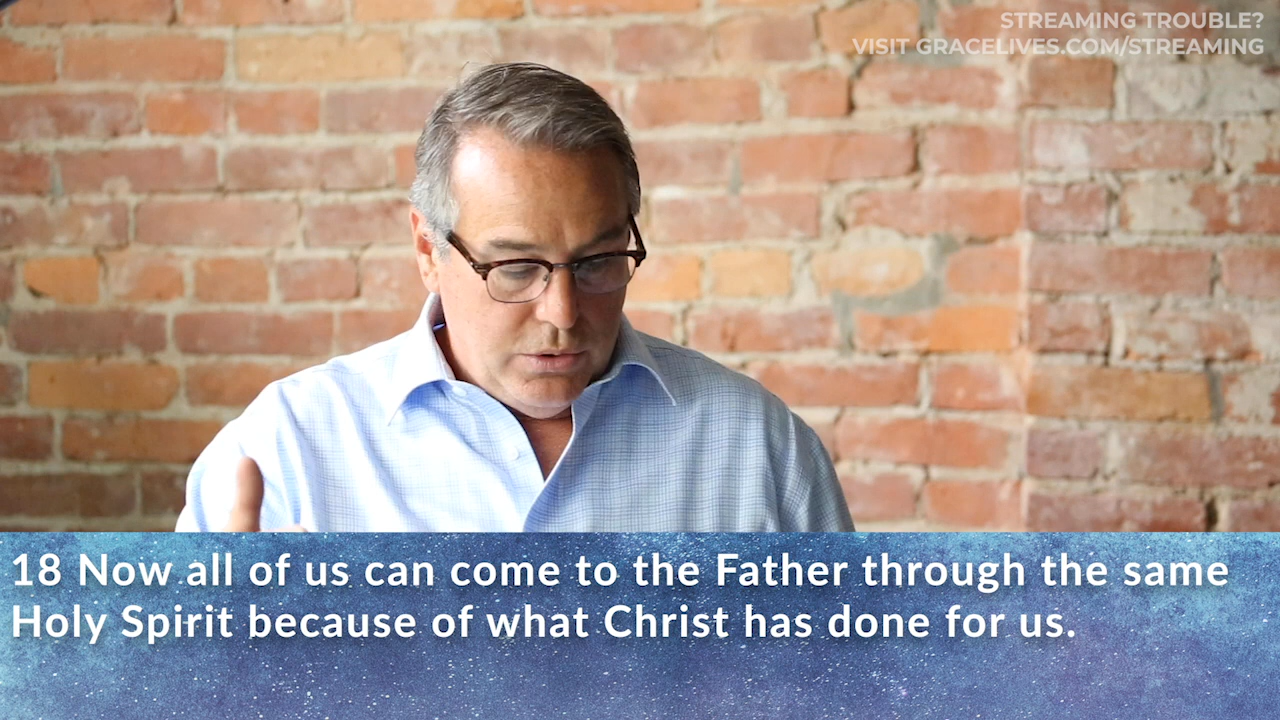 STREAMING TROUBLE?
VISIT GRACELIVES.COM/STREAMING
18 Now all of us can come to the Father through the same
Holy Spirit because of what Christ has done for us.